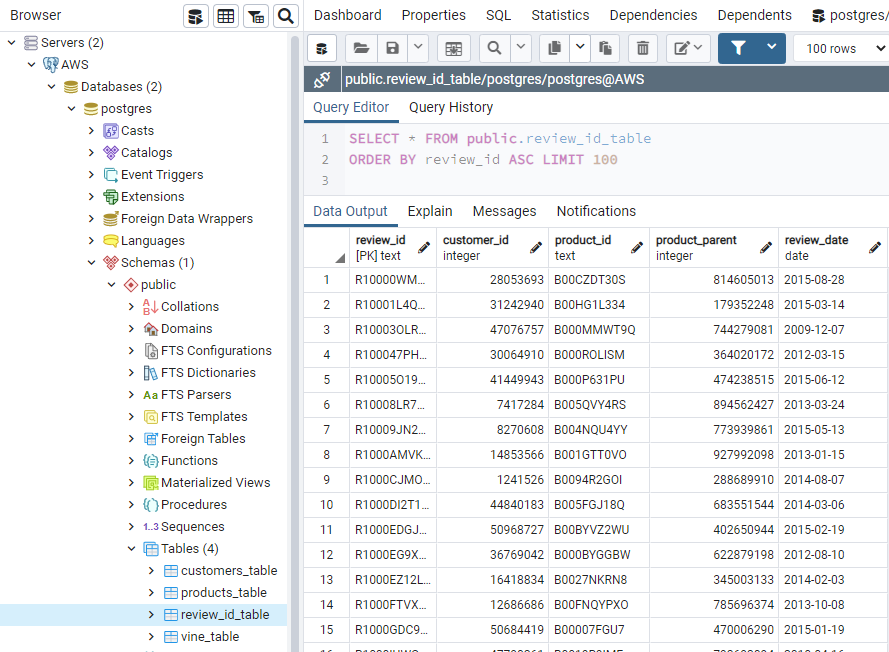 Browser
Dashboard Properties SQL Statistics Dependencies Dependents postgres/
Servers (2)
AWS
Databases (2)
postgres
Casts
Catalogs
Event Triggers
Extensions
Foreign Data Wrappers
Languages
Schemas (1)
public
Collations
Domains
FTS Configurations
FTS Dictionaries
Aa FTS Parsers
FTS Templates
Foreign Tables
Functions
Materialized Views
Procedures
1..3 Sequences
Tables (4)
customers_table
products_table
review_id_table
vine_table
100 rows
public.review_id_table/postgres/postgres@AWS
Query Editor Query History
1 SELECT * FROM public.review_id_table
2 ORDER BY review_id ASC LIMIT 100
3
Data Output Explain Messages Notifications
review_id customer_id product_id product_parent review_date
[PK] text integer text integer date
1 R10000WM... 28053693 B00CZDT30S 814605013 2015-08-28
2 R10001L4Q... 31242940 B00HG1L334 179352248 2015-03-14
3 R10003OLR... 47076757 B000MMWT9Q 744279081 2009-12-07
4 R100047PH... 30064910 B000ROLISM 364020172 2012-03-15
5 R10005O19... 41449943 B000P631PU 474238515 2015-06-12
6 R10008LR7... 7417284 B005QVY4RS 894562427 2013-03-24
7 R10009JN2... 8270608 B004NQU4YY 773939861 2015-05-13
8 R1000AMVK... 14853566 B001GTT0VO 927992098 2013-01-15
9 R1000CJMO... 1241526 B0094R2GOI 288689910 2014-08-07
10 R1000DI2T1... 44840183 B005FGJ18Q 683551544 2014-03-06
11 R1000EDGJ... 50968727 B00BYVZ2WU 402650944 2015-02-19
12 R1000EG9X... 36769042 B000BYGGBW 622879198 2012-08-10
13 R1000EZ12L... 16418834 B0027NKRN8 345003133 2014-02-03
14 R1000FTVX... 12686686 B00FNQYPXO 785696374 2013-10-08
15 R1000GDC9... 50684419 B00007FGU7 470006290 2015-01-19